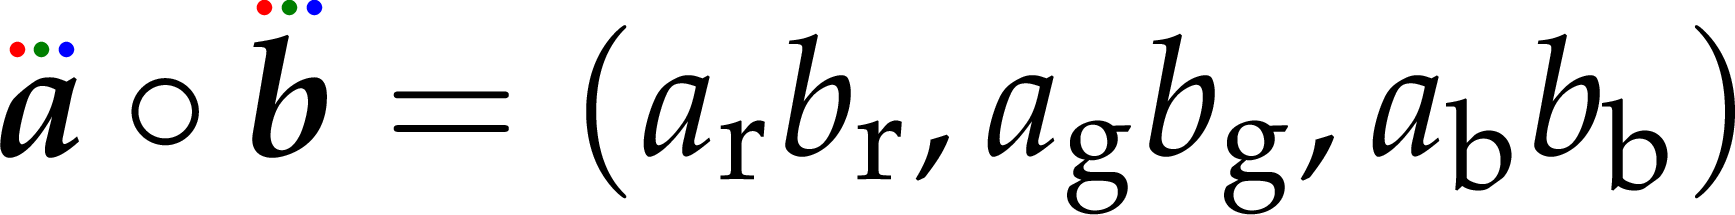 a⃛ ∘ b⃛ = (a_r b_r, a_g b_g, a_b b_b)